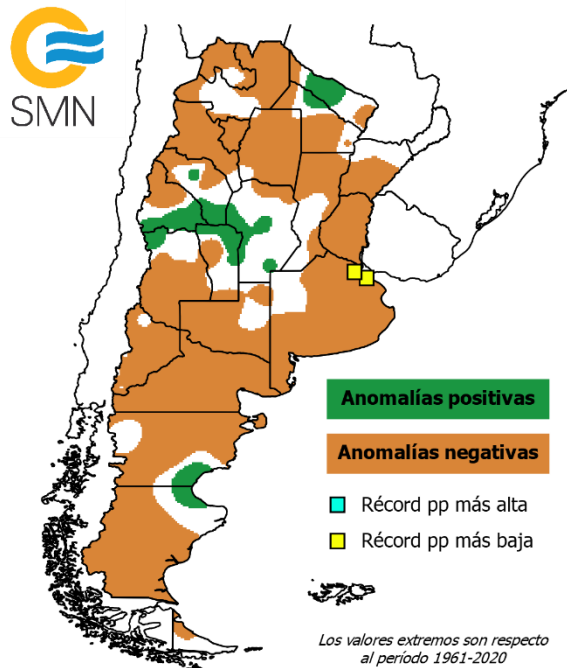 SMN
Anomalías positivas
Anomalías negativas
Récord pp más alta
Récord pp más baja
Los valores extremos son respecto
al período 1961-2020